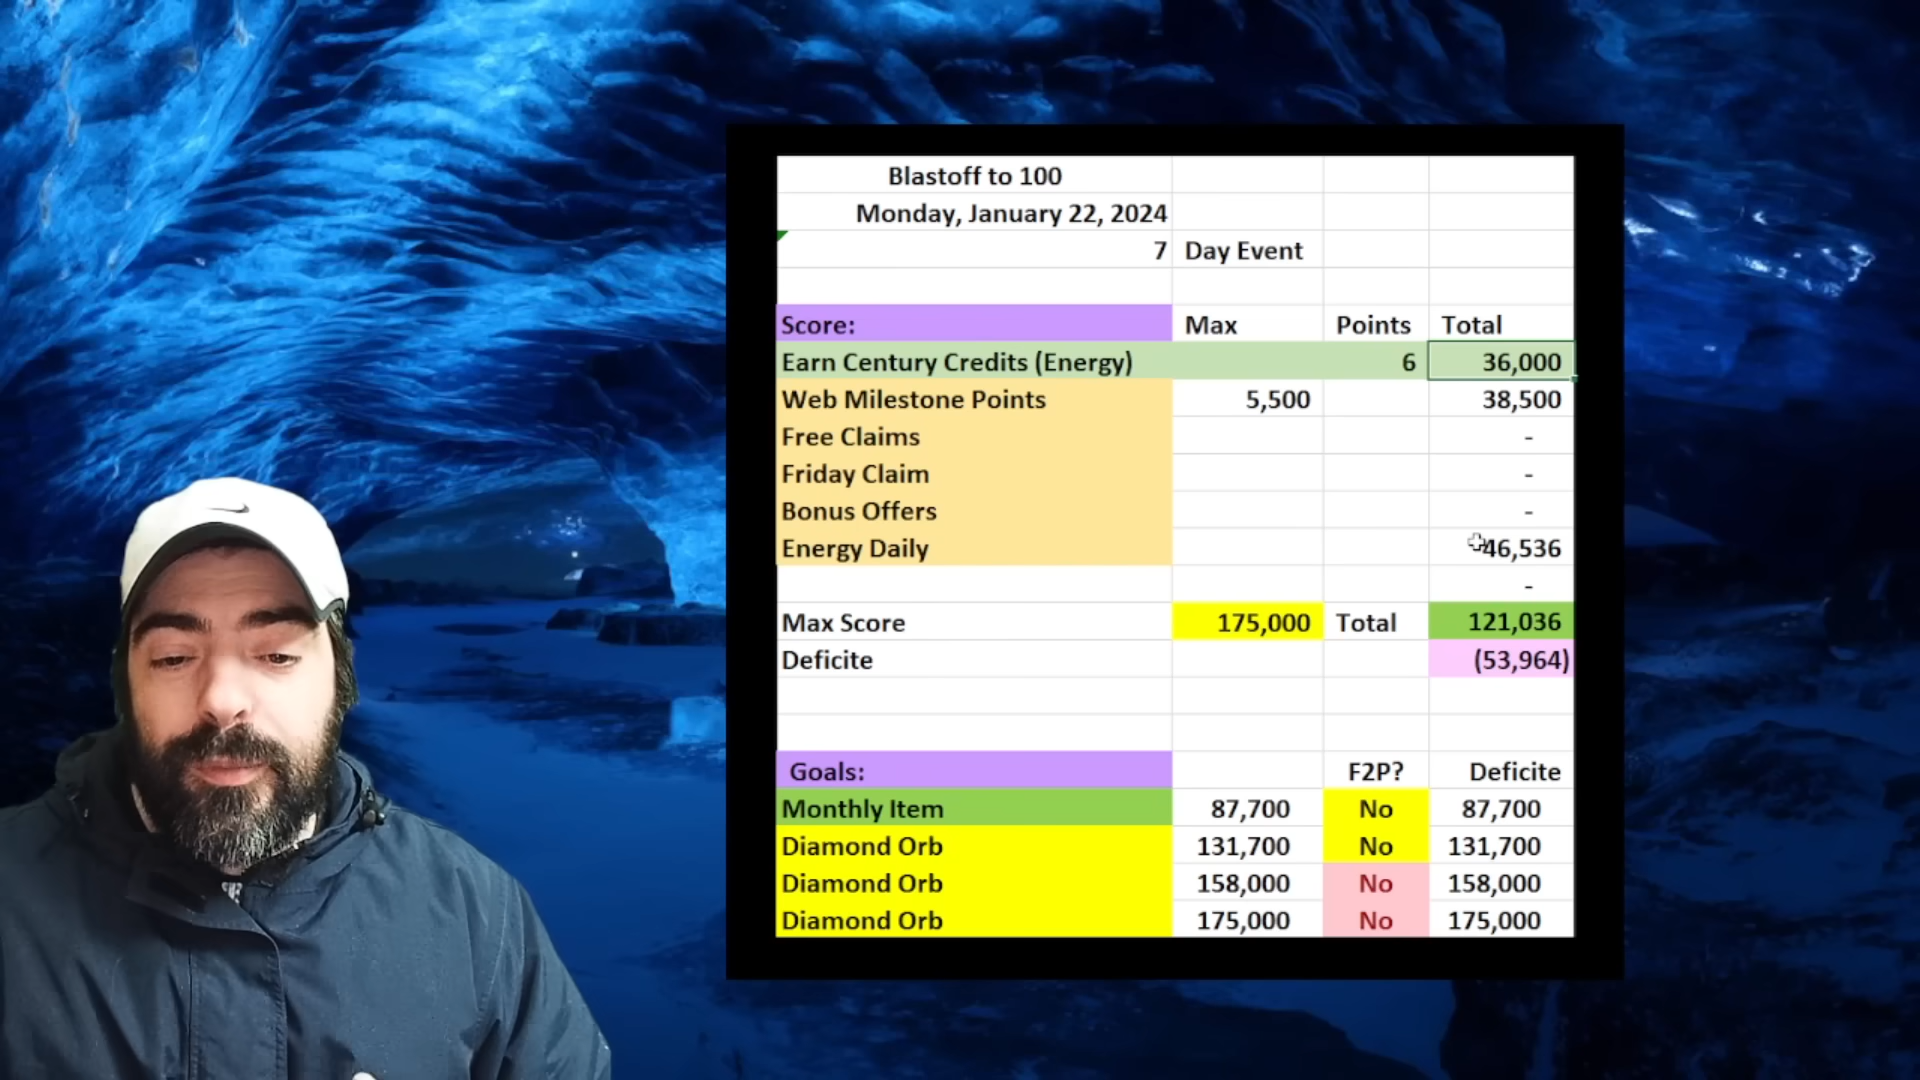 Blastoff to 100
Monday, January 22, 2024
7 Day Event
Score: Max Points Total
Earn Century Credits (Energy) 6 36,000
Web Milestone Points 5,500 38,500
Free Claims -
Friday Claim -
Bonus Offers -
Energy Daily 46,536
-
Max Score 175,000 Total 121,036
Deficite (53,964)
Goals: F2P? Deficite
Monthly Item 87,700 No 87,700
Diamond Orb 131,700 No 131,700
Diamond Orb 158,000 No 158,000
Diamond Orb 175,000 No 175,000